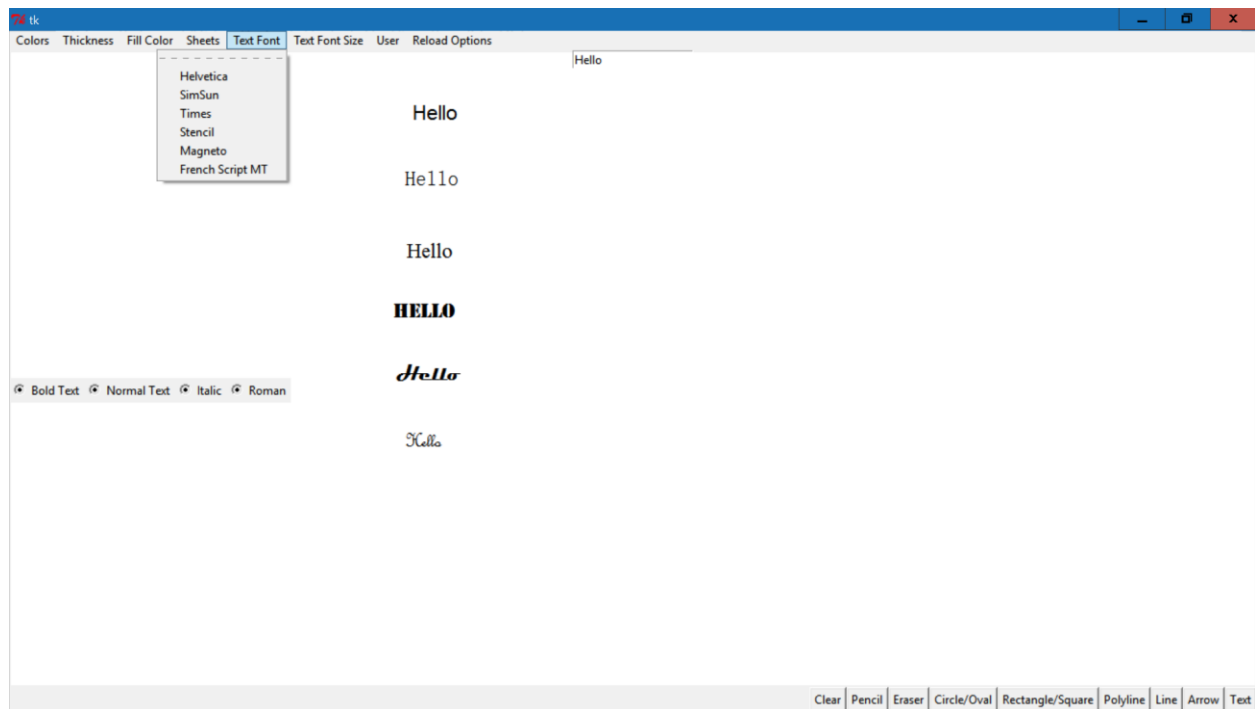 tk
Colors Thickness Fill Color Sheets Text Font Text Font Size User Reload Options
Hello
Helvetica
SimSun
Times
Stencil
Magneto
French Script MT
Hello
Hello
Hello
HELLO
Hello
Hello
Bold Text Normal Text Italic Roman
Clear Pencil Eraser Circle/Oval Rectangle/Square Polyline Line Arrow Text